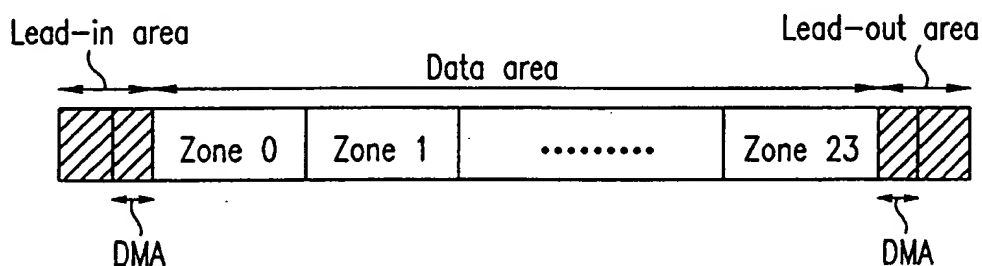 Lead-in area
Lead-out area
Data area
Zone 0
Zone 1
.........
Zone 23
DMA
DMA